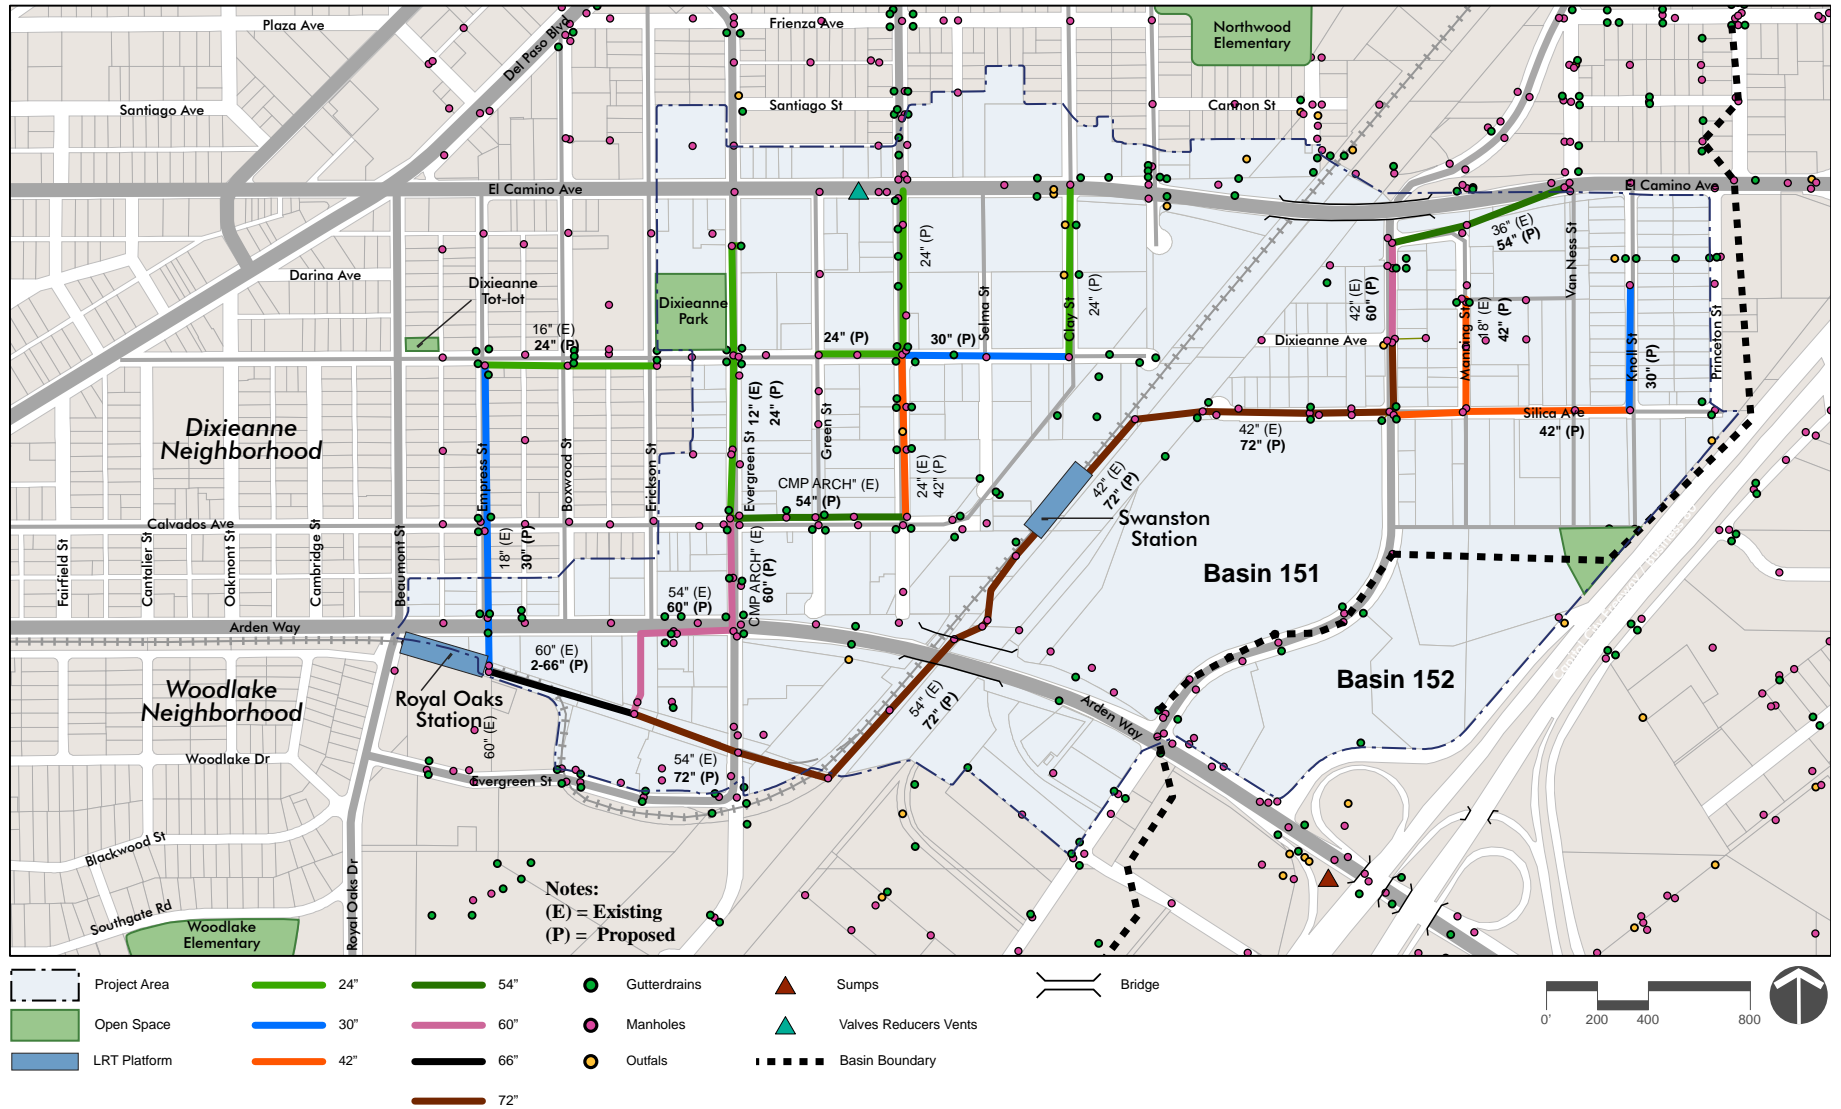 Plaza Ave
Del Paso Blvd
Frienza Ave
Northwood
Elementary
Santiago Ave
Santiago St
Cannon St
El Camino Ave
El Camino Ave
Darina Ave
Dixieanne
Tot-lot
Dixieanne
Park
16" (E)
24" (P)
24" (P)
24" (P)
30" (P)
Selma St
Clay St
24" (P)
36" (E)
54" (P)
Van Ness St
42" (E)
60" (P)
Dixieanne Ave
Manning St
18" (E)
42" (P)
Knoll St
30" (P)
Princeton St
Dixieanne
Neighborhood
Empress St
Boxwood St
Erickson St
Evergreen St
12" (E)
24" (P)
Green St
24" (E)
42" (P)
CMP ARCH" (E)
54" (P)
42" (E)
72" (P)
Silica Ave
42" (P)
42" (E)
72" (P)
Swanston
Station
Calvados Ave
Fairfield St
Cantalier St
Oakmont St
Cambridge St
Beaumont St
18" (E)
30" (P)
CMP ARCH" (E)
60" (P)
54" (E)
60" (P)
Basin 151
Basin 152
Capital City Freeway / Business 80
Arden Way
60" (E)
2-66" (P)
Woodlake
Neighborhood
Royal Oaks
Station
60" (E)
54" (E)
72" (P)
Arden Way
Woodlake Dr
Evergreen St
54" (E)
72" (P)
Blackwood St
Southgate Rd
Royal Oaks Dr
Woodlake
Elementary
Notes:
(E) = Existing
(P) = Proposed
Project Area
24"
54"
Gutterdrains
Sumps
Bridge
Open Space
30"
60"
Manholes
Valves Reducers Vents
0' 200 400 800
LRT Platform
42"
66"
Outfals
Basin Boundary
72"